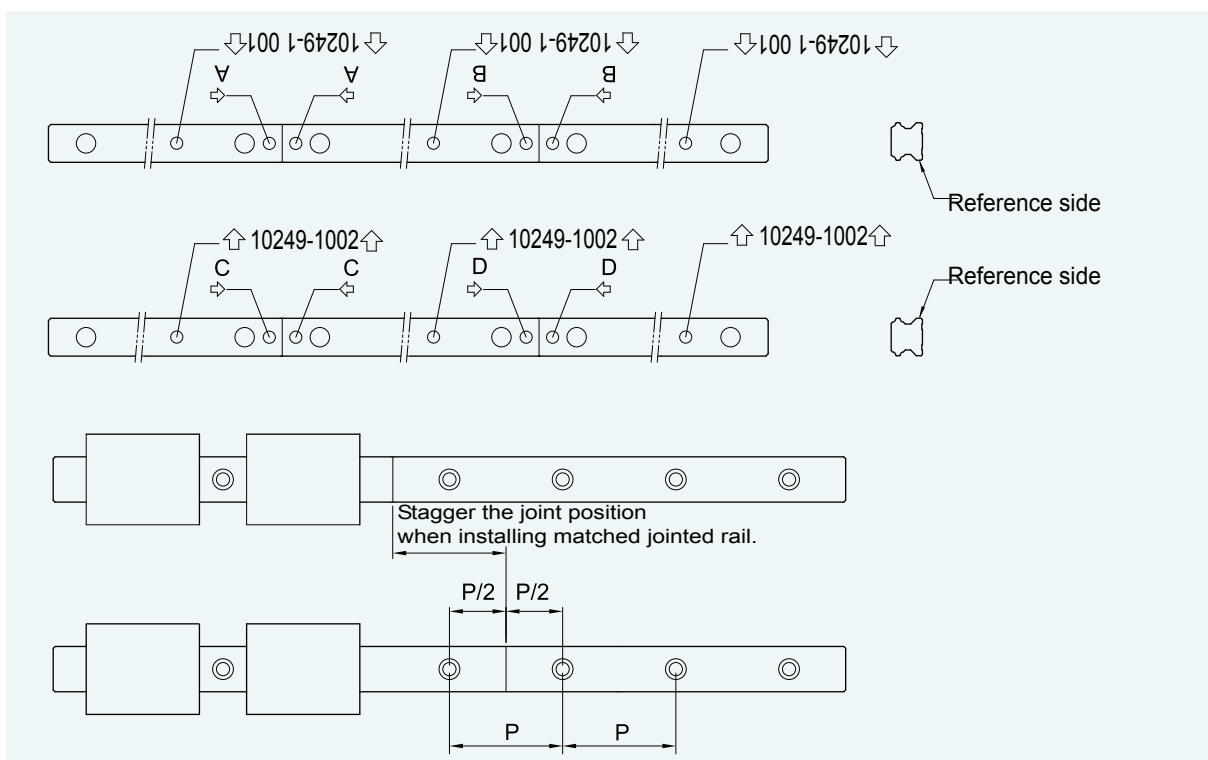 ⇩10249-1 001⇩ ⇩10249-1 001⇩ ⇩10249-1 001⇩
A A B B
Reference side
⇧ 10249-1002⇧ ⇧ 10249-1002⇧ ⇧ 10249-1002⇧
C C D D
Reference side
Stagger the joint position
when installing matched jointed rail.
P/2 P/2
P P